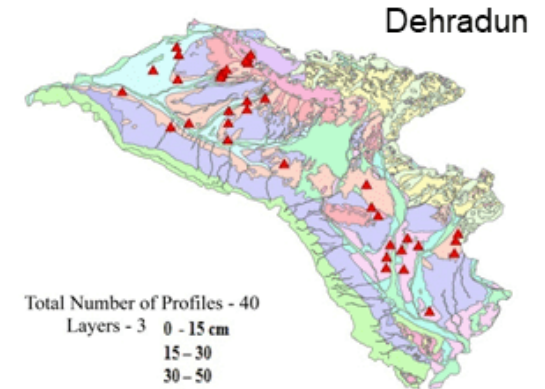 Dehradun
Total Number of Profiles - 40
Layers - 3 0 - 15 cm
15 – 30
30 – 50